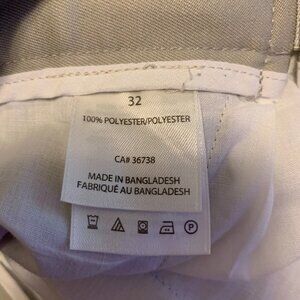 32
100% POLYESTER/POLYESTER
CA# 36738
MADE IN BANGLADESH
FABRIQUÉ AU BANGLADESH